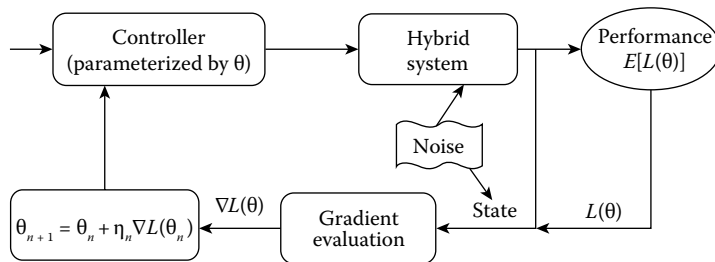 Controller
(parameterized by θ)
Hybrid
system
Performance
E[L(θ)]
Noise
State
L(θ)
∇L(θ)
Gradient
evaluation
θₙ₊₁ = θₙ + ηₙ∇L(θₙ)